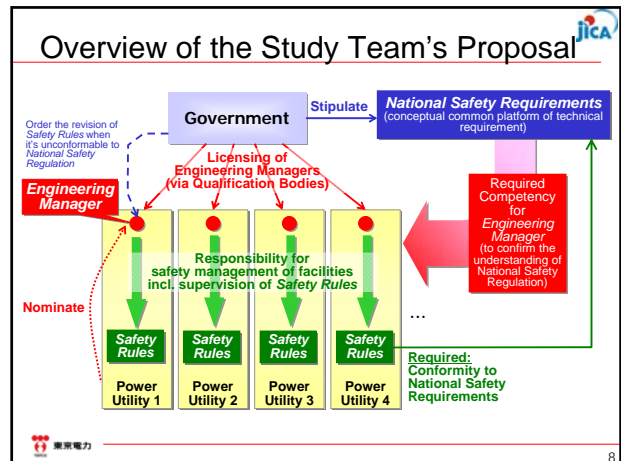 Overview of the Study Team's Proposal
jICA
Government
Stipulate
National Safety Requirements
(conceptual common platform of technical
requirement)
Order the revision of
Safety Rules when
it's unconformable to
National Safety
Regulation
Licensing of
Engineering Managers
(via Qualification Bodies)
Engineering
Manager
Required
Competency
for
Engineering
Manager
(to confirm the
understanding of
National Safety
Regulation)
Responsibility for
safety management of facilities
incl. supervision of Safety Rules
Nominate
...
Safety
Rules
Safety
Rules
Safety
Rules
Safety
Rules
Required:
Conformity to
National Safety
Requirements
Power
Utility 1
Power
Utility 2
Power
Utility 3
Power
Utility 4
TEPCO
東京電力
8